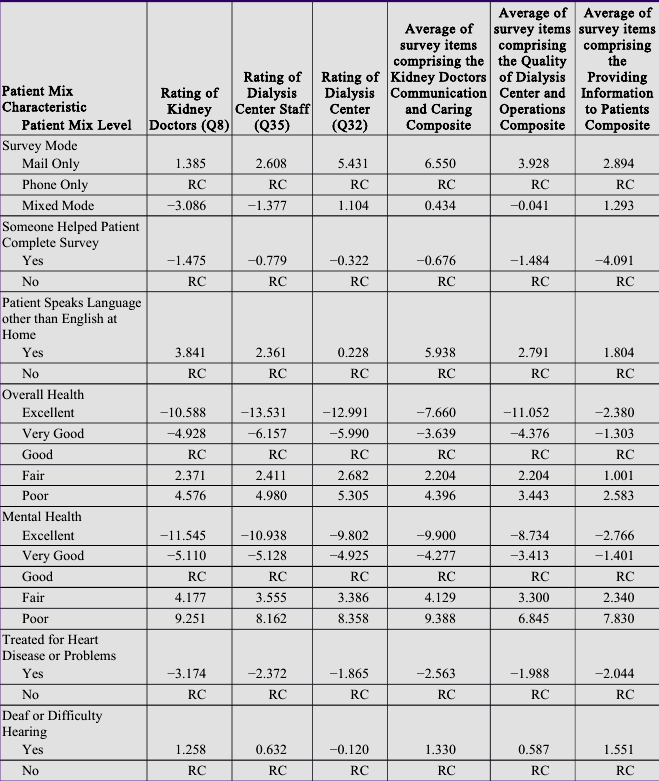 Patient Mix Characteristic Patient Mix Level | Rating of Kidney Doctors (Q8) | Rating of Dialysis Center Staff (Q35) | Rating of Dialysis Center (Q32) | Average of survey items comprising the Kidney Doctors Communication and Caring Composite | Average of survey items comprising the Quality of Dialysis Center and Operations Composite | Average of survey items comprising the Providing Information to Patients Composite
Survey Mode
Mail Only 1.385 2.608 5.431 6.550 3.928 2.894
Phone Only RC RC RC RC RC RC
Mixed Mode −3.086 −1.377 1.104 0.434 −0.041 1.293
Someone Helped Patient
Complete Survey
Yes −1.475 −0.779 −0.322 −0.676 −1.484 −4.091
No RC RC RC RC RC RC
Patient Speaks Language
other than English at
Home
Yes 3.841 2.361 0.228 5.938 2.791 1.804
No RC RC RC RC RC RC
Overall Health
Excellent −10.588 −13.531 −12.991 −7.660 −11.052 −2.380
Very Good −4.928 −6.157 −5.990 −3.639 −4.376 −1.303
Good RC RC RC RC RC RC
Fair 2.371 2.411 2.682 2.204 2.204 1.001
Poor 4.576 4.980 5.305 4.396 3.443 2.583
Mental Health
Excellent −11.545 −10.938 −9.802 −9.900 −8.734 −2.766
Very Good −5.110 −5.128 −4.925 −4.277 −3.413 −1.401
Good RC RC RC RC RC RC
Fair 4.177 3.555 3.386 4.129 3.300 2.340
Poor 9.251 8.162 8.358 9.388 6.845 7.830
Treated for Heart
Disease or Problems
Yes −3.174 −2.372 −1.865 −2.563 −1.988 −2.044
No RC RC RC RC RC RC
Deaf or Difficulty
Hearing
Yes 1.258 0.632 −0.120 1.330 0.587 1.551
No RC RC RC RC RC RC